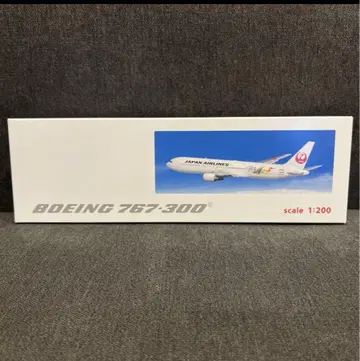 JAPAN AIRLINES
BOEING 767-300®
scale 1:200